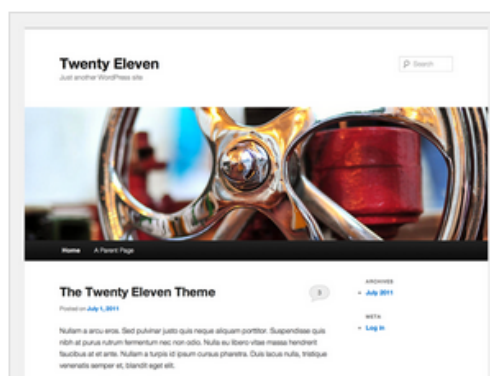 Twenty Eleven
Just another WordPress site
Search
Home A Parent Page
The Twenty Eleven Theme
3
Posted on July 1, 2011
Nullam a arcu eros. Sed pulvinar justo quis neque aliquam porttitor. Suspendisse quis
nibh at purus rutrum fermentum nec non odio. Nulla eu libero vitae massa hendrerit
faucibus at et ante. Nullam a turpis id ipsum cursus pharetra. Duis lacus nulla, tristique
venenatis semper et, blandit eget elit.
ARCHIVES
July 2011
META
Log in